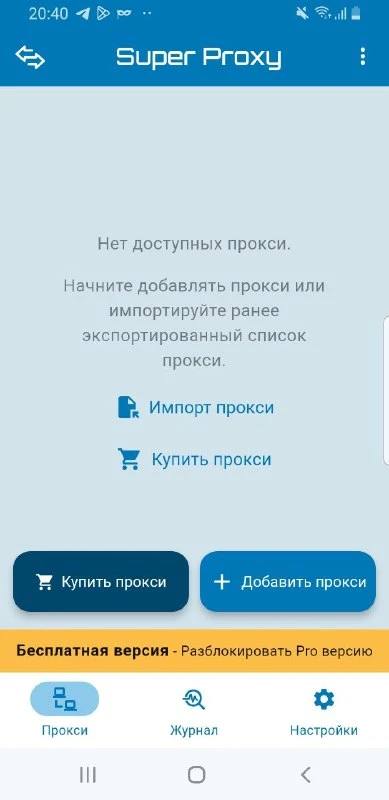 20:40
Super Proxy
Нет доступных прокси.
Начните добавлять прокси или
импортируйте ранее
экспортированный список
прокси.
Импорт прокси
Купить прокси
Купить прокси
Добавить прокси
Бесплатная версия - Разблокировать Pro версию
Прокси
Журнал
Настройки